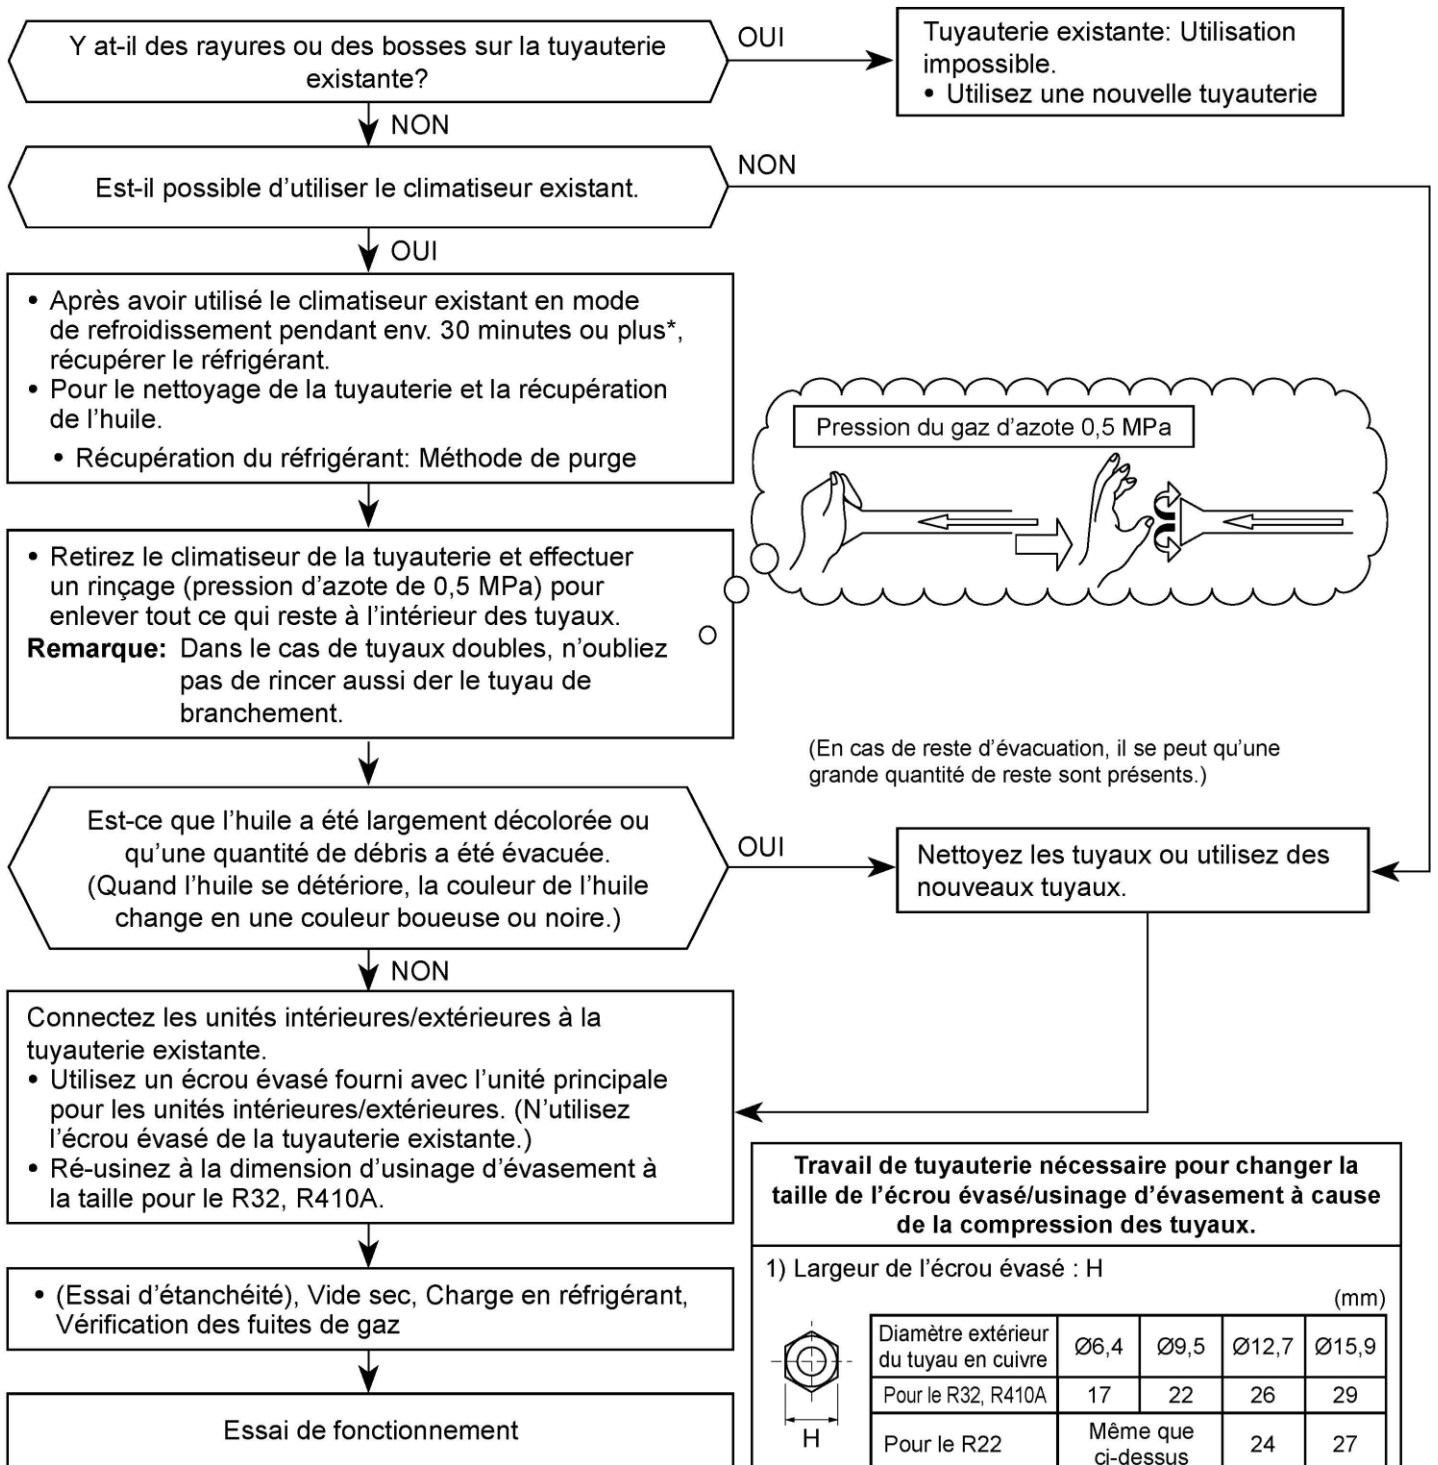 Y at-il des rayures ou des bosses sur la tuyauterie
existante?
OUI
Tuyauterie existante: Utilisation
impossible.
• Utilisez une nouvelle tuyauterie
NON
Est-il possible d'utiliser le climatiseur existant.
NON
OUI
• Après avoir utilisé le climatiseur existant en mode
de refroidissement pendant env. 30 minutes ou plus*,
récupérer le réfrigérant.
• Pour le nettoyage de la tuyauterie et la récupération
de l'huile.
• Récupération du réfrigérant: Méthode de purge
Pression du gaz d'azote 0,5 MPa
• Retirez le climatiseur de la tuyauterie et effectuer
un rinçage (pression d'azote de 0,5 MPa) pour
enlever tout ce qui reste à l'intérieur des tuyaux.
Remarque: Dans le cas de tuyaux doubles, n'oubliez
pas de rincer aussi der le tuyau de
branchement.
(En cas de reste d'évacuation, il se peut qu'une
grande quantité de reste sont présents.)
Est-ce que l'huile a été largement décolorée ou
qu'une quantité de débris a été évacuée.
(Quand l'huile se détériore, la couleur de l'huile
change en une couleur boueuse ou noire.)
OUI
Nettoyez les tuyaux ou utilisez des
nouveaux tuyaux.
NON
Connectez les unités intérieures/extérieures à la
tuyauterie existante.
• Utilisez un écrou évasé fourni avec l'unité principale
pour les unités intérieures/extérieures. (N'utilisez
l'écrou évasé de la tuyauterie existante.)
• Ré-usinez à la dimension d'usinage d'évasement à
la taille pour le R32, R410A.
• (Essai d'étanchéité), Vide sec, Charge en réfrigérant,
Vérification des fuites de gaz
Essai de fonctionnement
Travail de tuyauterie nécessaire pour changer la
taille de l'écrou évasé/usinage d'évasement à cause
de la compression des tuyaux.
1) Largeur de l'écrou évasé : H
(mm)
H
Diamètre extérieur
du tuyau en cuivre
Ø6,4 Ø9,5 Ø12,7 Ø15,9
Pour le R32, R410A 17 22 26 29
Pour le R22
Même que
ci-dessus
24 27